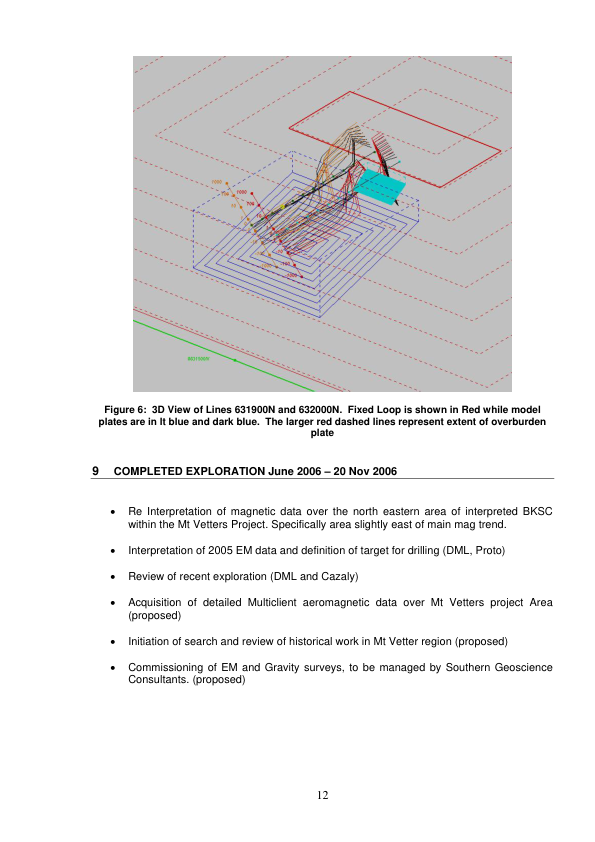 Figure 6:  3D View of Lines 631900N and 632000N.  Fixed Loop is shown in Red while model
plates are in lt blue and dark blue.  The larger red dashed lines represent extent of overburden
plate
9 COMPLETED EXPLORATION June 2006 – 20 Nov 2006
• Re Interpretation of magnetic data over the north eastern area of interpreted BKSC
within the Mt Vetters Project. Specifically area slightly east of main mag trend.
• Interpretation of 2005 EM data and definition of target for drilling (DML, Proto)
• Review of recent exploration (DML and Cazaly)
• Acquisition of detailed Multiclient aeromagnetic data over Mt Vetters project Area
(proposed)
• Initiation of search and review of historical work in Mt Vetter region (proposed)
• Commissioning of EM and Gravity surveys, to be managed by Southern Geoscience
Consultants. (proposed)
12